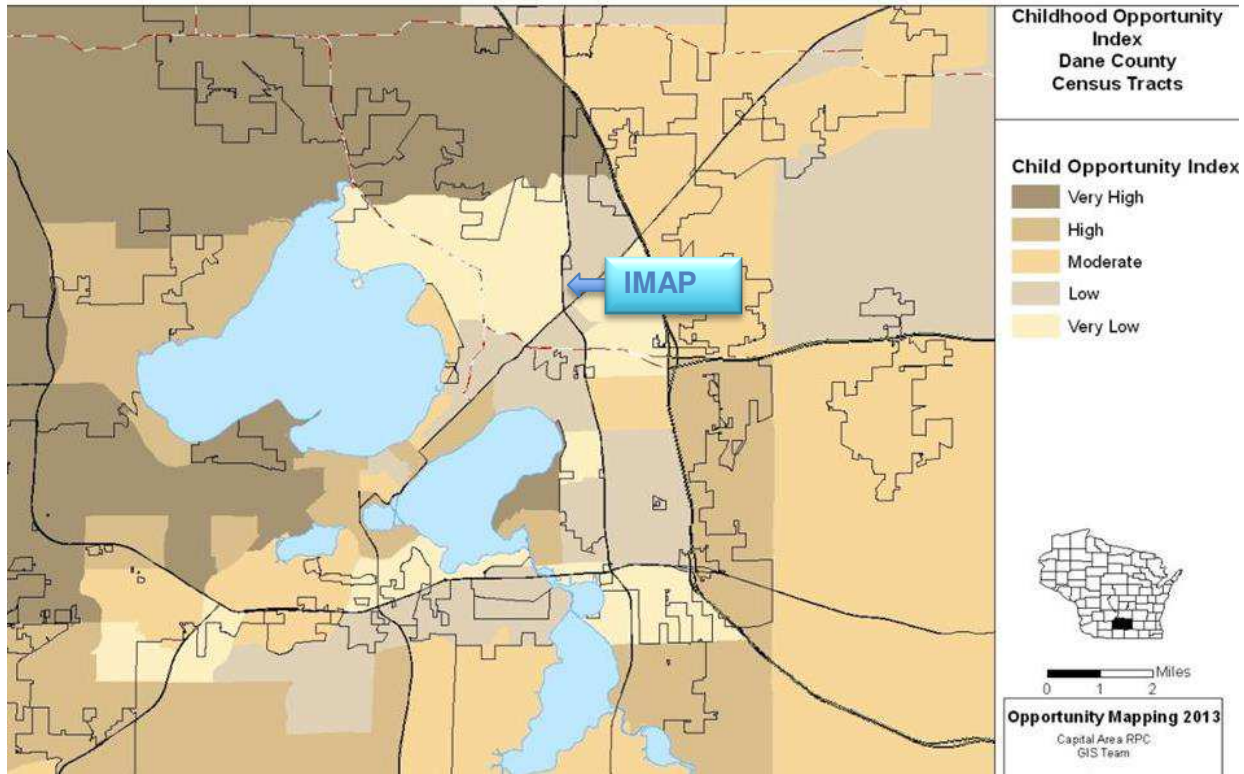 Childhood Opportunity
Index
Dane County
Census Tracts
Child Opportunity Index
Very High
High
Moderate
Low
Very Low
IMAP
Miles
0 1 2
Opportunity Mapping 2013
Capital Area RPC
GIS Team